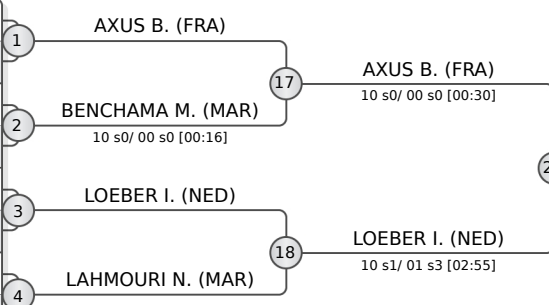 AXUS B. (FRA)
1
17
AXUS B. (FRA)
10 s0/ 00 s0 [00:30]
BENCHAMA M. (MAR)
2
10 s0/ 00 s0 [00:16]
LOEBER I. (NED)
3
18
LOEBER I. (NED)
10 s1/ 01 s3 [02:55]
LAHMOURI N. (MAR)
4